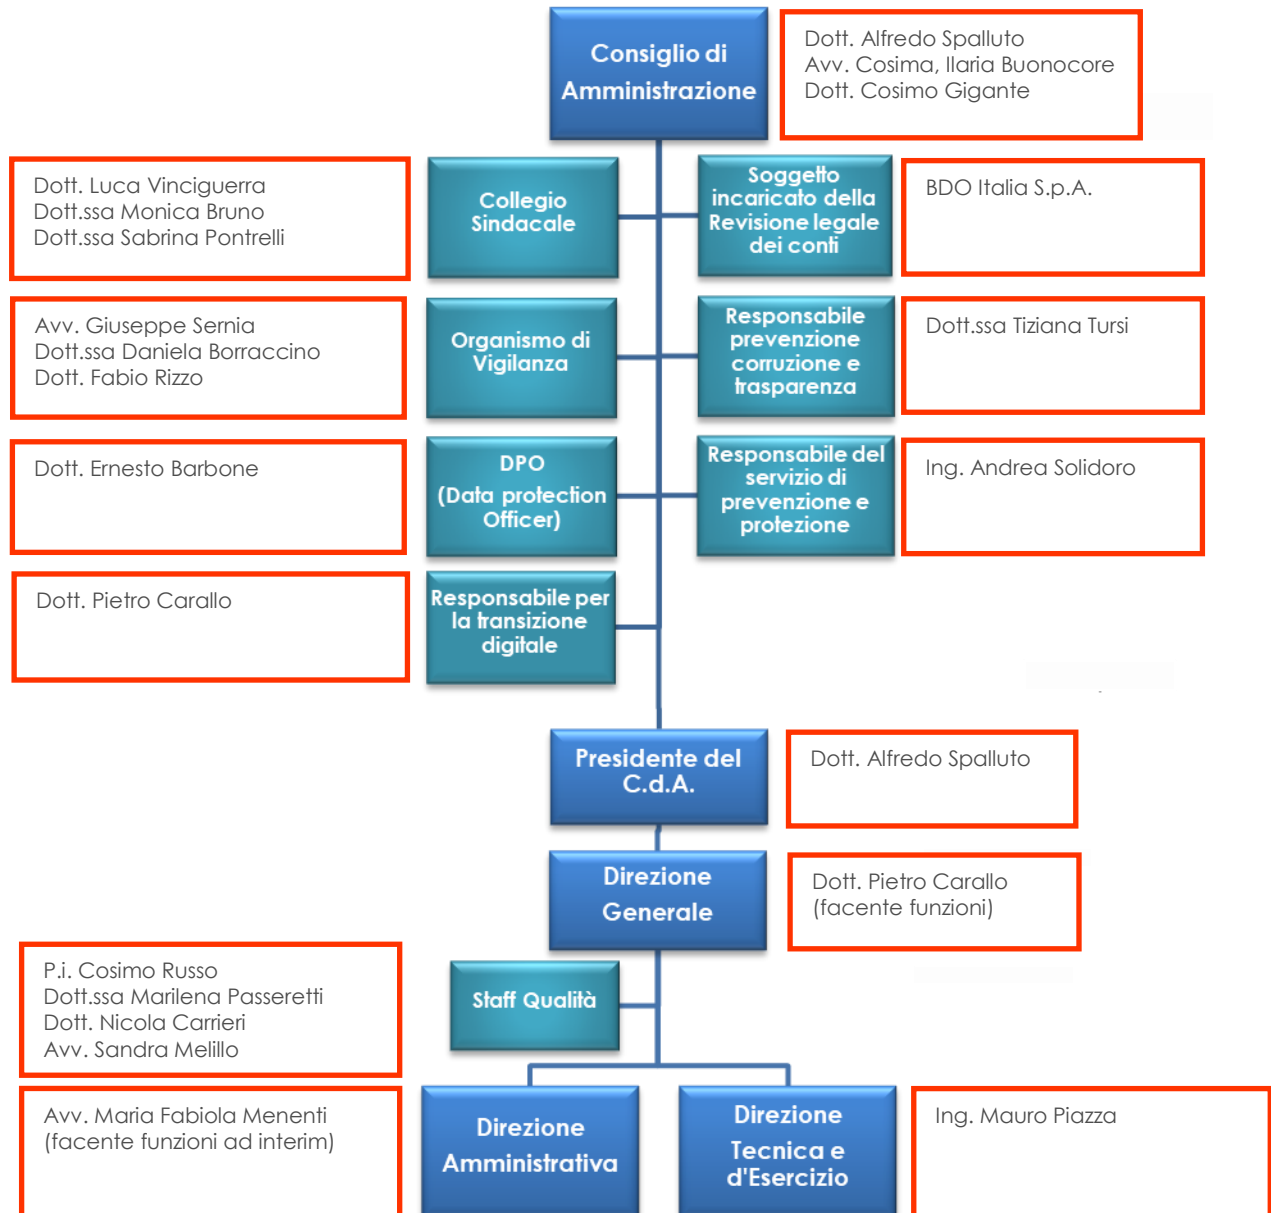 Consiglio di
Amministrazione
Dott. Alfredo Spalluto
Avv. Cosima, Ilaria Buonocore
Dott. Cosimo Gigante
Dott. Luca Vinciguerra
Dott.ssa Monica Bruno
Dott.ssa Sabrina Pontrelli
Collegio
Sindacale
Soggetto
incaricato della
Revisione legale
dei conti
BDO Italia S.p.A.
Avv. Giuseppe Sernia
Dott.ssa Daniela Borraccino
Dott. Fabio Rizzo
Organismo di
Vigilanza
Responsabile
prevenzione
corruzione e
trasparenza
Dott.ssa Tiziana Tursi
Dott. Ernesto Barbone
DPO
(Data protection
Officer)
Responsabile del
servizio di
prevenzione e
protezione
Ing. Andrea Solidoro
Dott. Pietro Carallo
Responsabile per
la transizione
digitale
Presidente del
C.d.A.
Dott. Alfredo Spalluto
Direzione
Generale
Dott. Pietro Carallo
(facente funzioni)
P.i. Cosimo Russo
Dott.ssa Marilena Passeretti
Dott. Nicola Carrieri
Avv. Sandra Melillo
Staff Qualità
Avv. Maria Fabiola Menenti
(facente funzioni ad interim)
Direzione
Amministrativa
Direzione
Tecnica e
d'Esercizio
Ing. Mauro Piazza